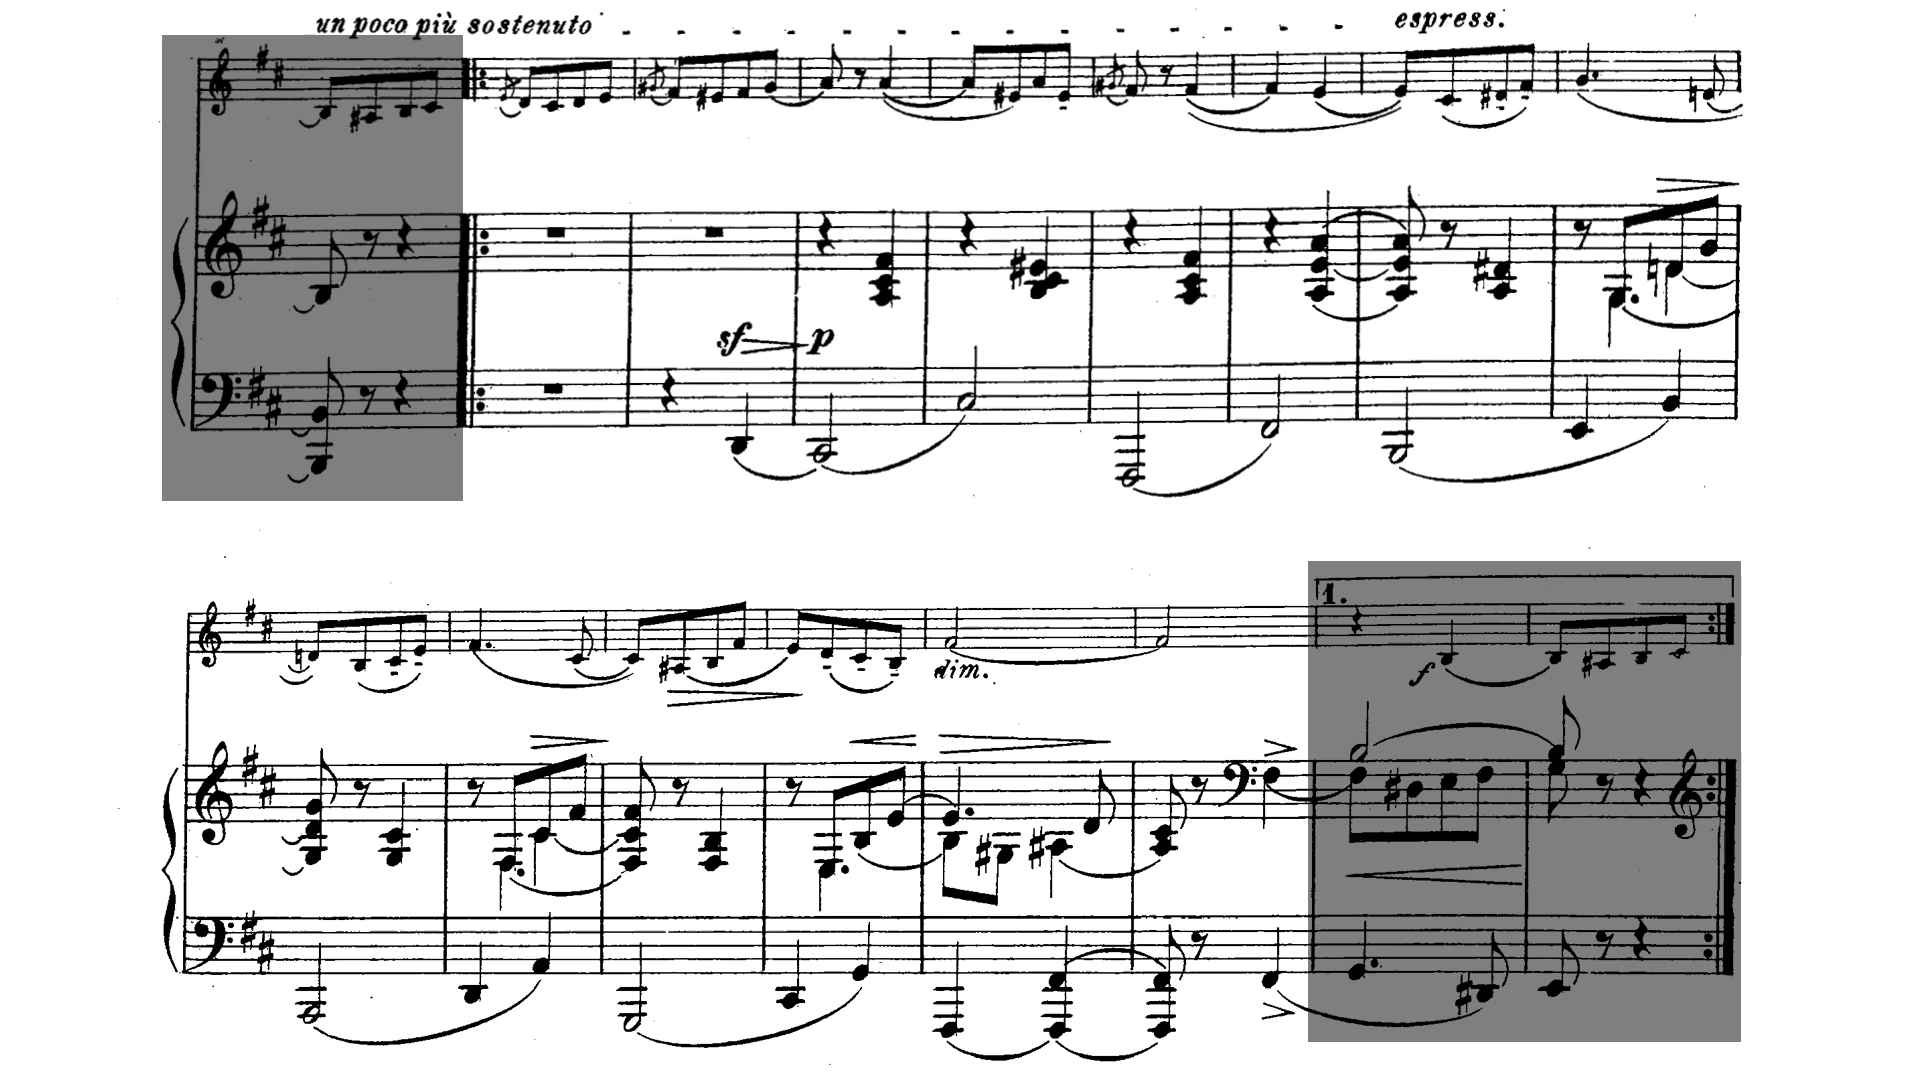 un poco più sostenuto
espress.
sf p
dim.
1.
f